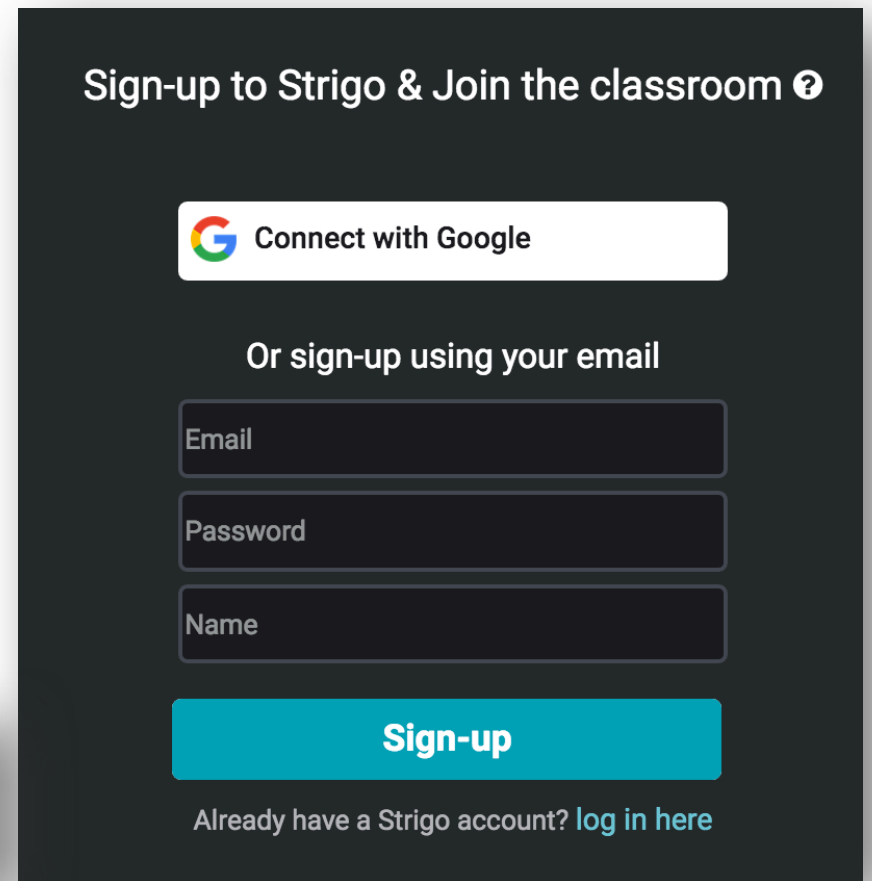 Sign-up to Strigo & Join the classroom ?
Connect with Google
Or sign-up using your email
Email
Password
Name
Sign-up
Already have a Strigo account? log in here